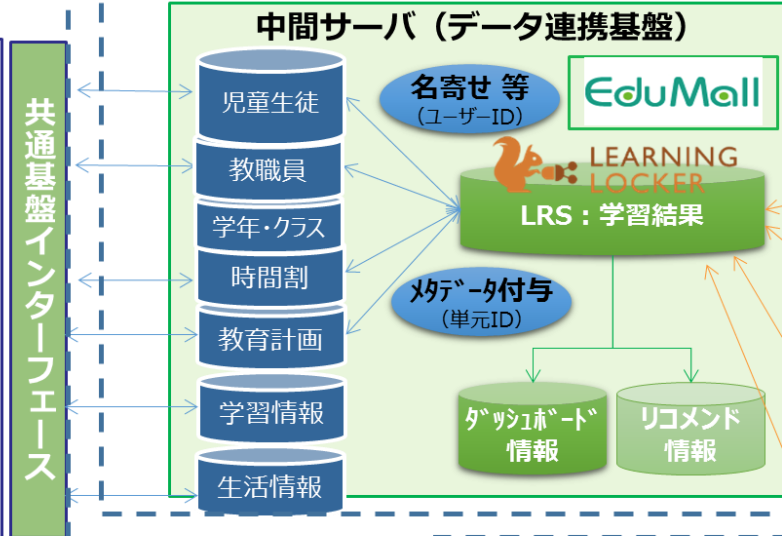 中間サーバ（データ連携基盤）
共通基盤インターフェース
児童生徒
教職員
学年・クラス
時間割
教育計画
学習情報
生活情報
名寄せ 等
（ユーザーID）
EduMall
LEARNING
LOCKER
LRS：学習結果
ﾒﾀﾃﾞｰﾀ付与
（単元ID）
ﾀﾞｯｼｭﾎﾞｰﾄﾞ
情報
リコメンド
情報